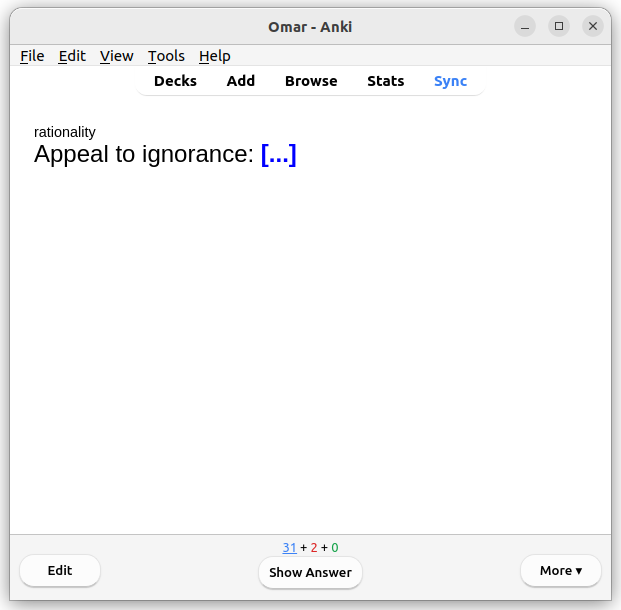 Omar - Anki
File Edit View Tools Help
Decks Add Browse Stats Sync
rationality
Appeal to ignorance: [...]
31 + 2 + 0
Edit Show Answer More ▾